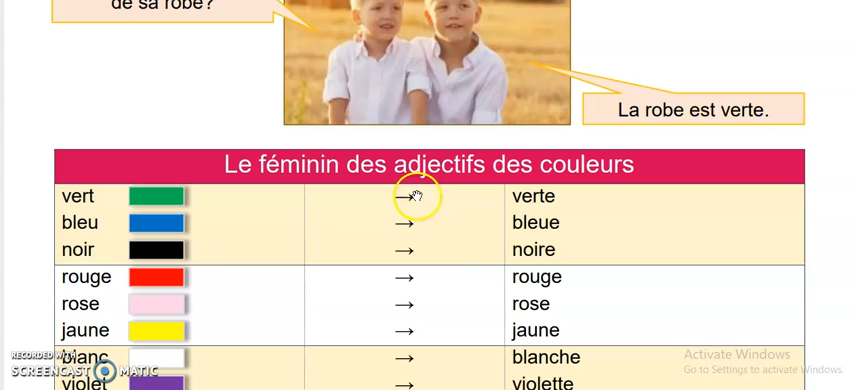 de sa robe?
La robe est verte.
Le féminin des adjectifs des couleurs
vert → verte
bleu → bleue
noir → noire
rouge → rouge
rose → rose
jaune → jaune
blanc → blanche
violet → violette
RECORDED WITH
SCREENCAST MATIC
Activate Windows
Go to Settings to activate Windows.